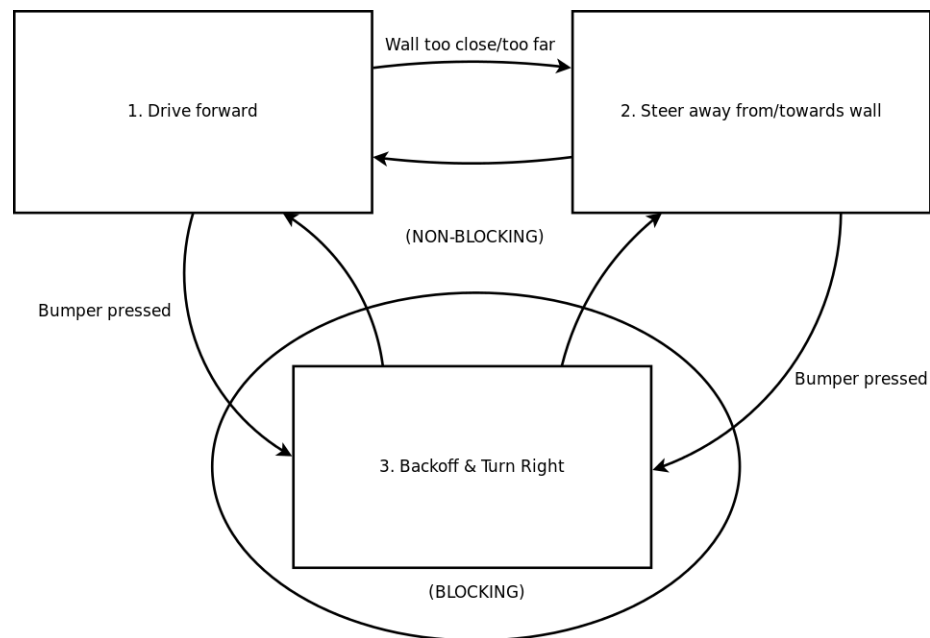 Wall too close/too far
1. Drive forward
2. Steer away from/towards wall
(NON-BLOCKING)
Bumper pressed
Bumper pressed
3. Backoff & Turn Right
(BLOCKING)